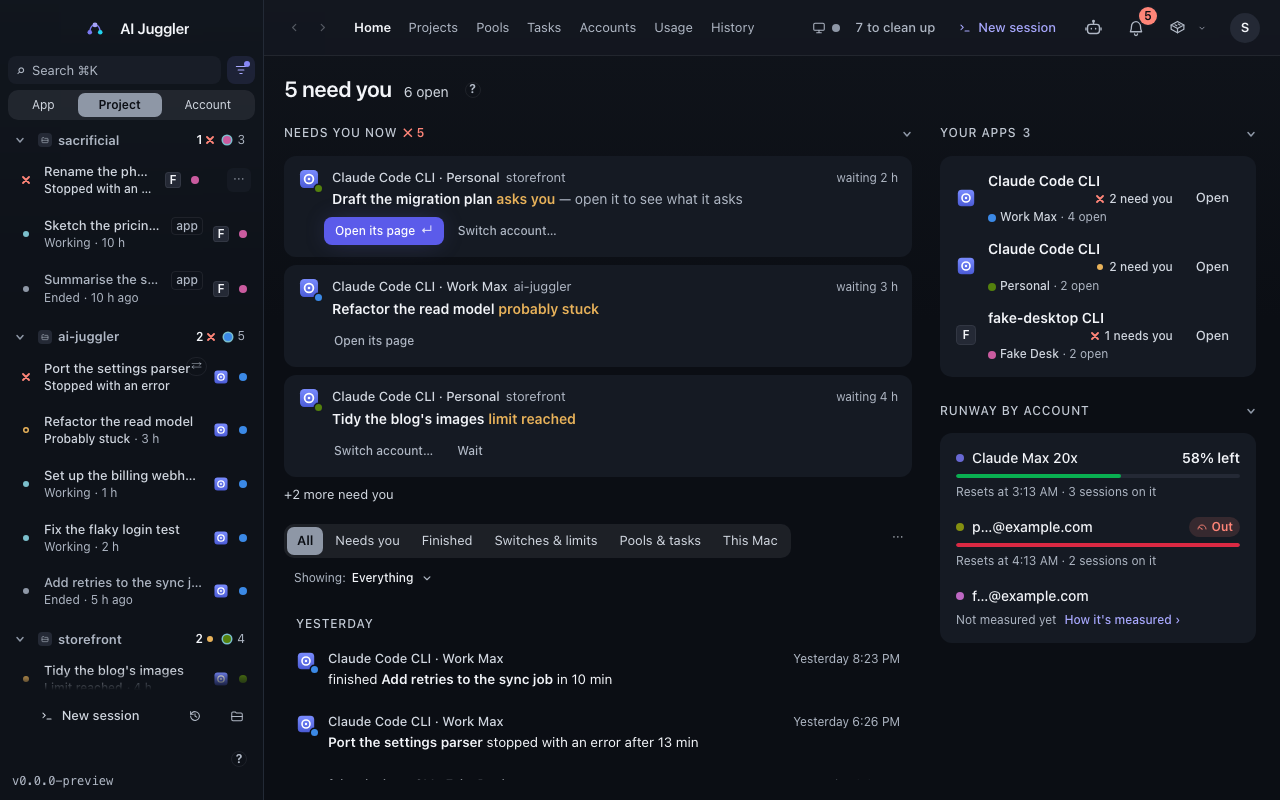 AI Juggler
Search ⌘K
App Project Account
sacrificial 1 3
Rename the ph... F
Stopped with an ...
Sketch the pricin... app F
Working · 10 h
Summarise the s... app F
Ended · 10 h ago
ai-juggler 2 5
Port the settings parser
Stopped with an error
Refactor the read model
Probably stuck · 3 h
Set up the billing webh...
Working · 1 h
Fix the flaky login test
Working · 2 h
Add retries to the sync j...
Ended · 5 h ago
storefront 2 4
Tidy the blog's images
Limit reached · 4 h
New session
?
v0.0.0-preview
Home Projects Pools Tasks Accounts Usage History
7 to clean up
New session
5
S
5 need you 6 open ?
NEEDS YOU NOW 5
Claude Code CLI · Personal storefront waiting 2 h
Draft the migration plan asks you — open it to see what it asks
Open its page ↵ Switch account...
Claude Code CLI · Work Max ai-juggler waiting 3 h
Refactor the read model probably stuck
Open its page
Claude Code CLI · Personal storefront waiting 4 h
Tidy the blog's images limit reached
Switch account... Wait
+2 more need you
All Needs you Finished Switches & limits Pools & tasks This Mac ...
Showing: Everything
YESTERDAY
Claude Code CLI · Work Max Yesterday 8:23 PM
finished Add retries to the sync job in 10 min
Claude Code CLI · Work Max Yesterday 6:26 PM
Port the settings parser stopped with an error after 13 min
YOUR APPS 3
Claude Code CLI
2 need you Open
Work Max · 4 open
Claude Code CLI
2 need you Open
Personal · 2 open
F fake-desktop CLI
1 needs you Open
Fake Desk · 2 open
RUNWAY BY ACCOUNT
Claude Max 20x 58% left
Resets at 3:13 AM · 3 sessions on it
p...@example.com Out
Resets at 4:13 AM · 2 sessions on it
f...@example.com
Not measured yet How it's measured ›